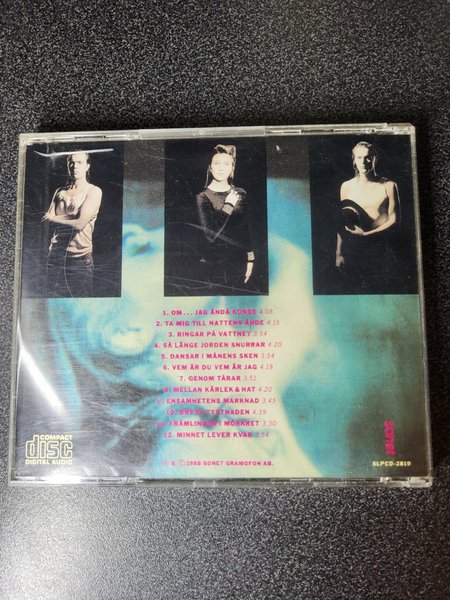 1. OM... JAG ÄNDÅ KUNDE 4.08
2. TA MIG TILL NATTENS ÄNDE 4.15
3. RINGAR PÅ VATTNET 3.54
4. SÅ LÄNGE JORDEN SNURRAR 4.20
5. DANSAR I MÅNENS SKEN 3.54
6. VEM ÄR DU VEM ÄR JAG 4.19
7. GENOM TÅRAR 3.51
8. MELLAN KÄRLEK & HAT 4.20
9. ENSAMHETENS MARKNAD 3.45
10. BRYTA TYSTNADEN 4.39
11. FRÄMLINGAR I MÖRKRET 3.30
12. MINNET LEVER KVAR 3.54
COMPACT
disc
DIGITAL AUDIO
℗ & © 1988 SONET GRAMOFON AB.
sonet
SLPCD-2819